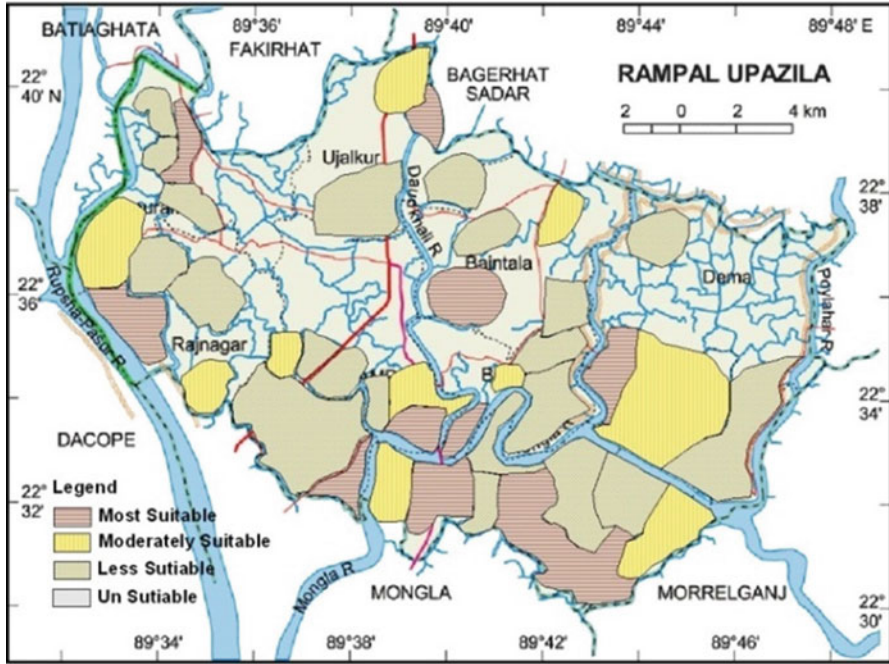 89°36'
89°40'
89°44'
89°48' E
BATIAGHATA
FAKIRHAT
BAGERHAT
SADAR
RAMPAL UPAZILA
2 0 2 4 km
22°
40' N
Ujalkur
Daudkhali R
22°
38'
Baintala
Dema
22°
36'
Rupsha-Pasur R
Rajnagar
B
22°
34'
DACOPE
Legend
Most Suitable
Moderately Suitable
Less Sutiable
Un Sutiable
22°
32'
Mongla R
MONGLA
MORRELGANJ
22°
30'
89°34'
89°38'
89°42'
89°46'